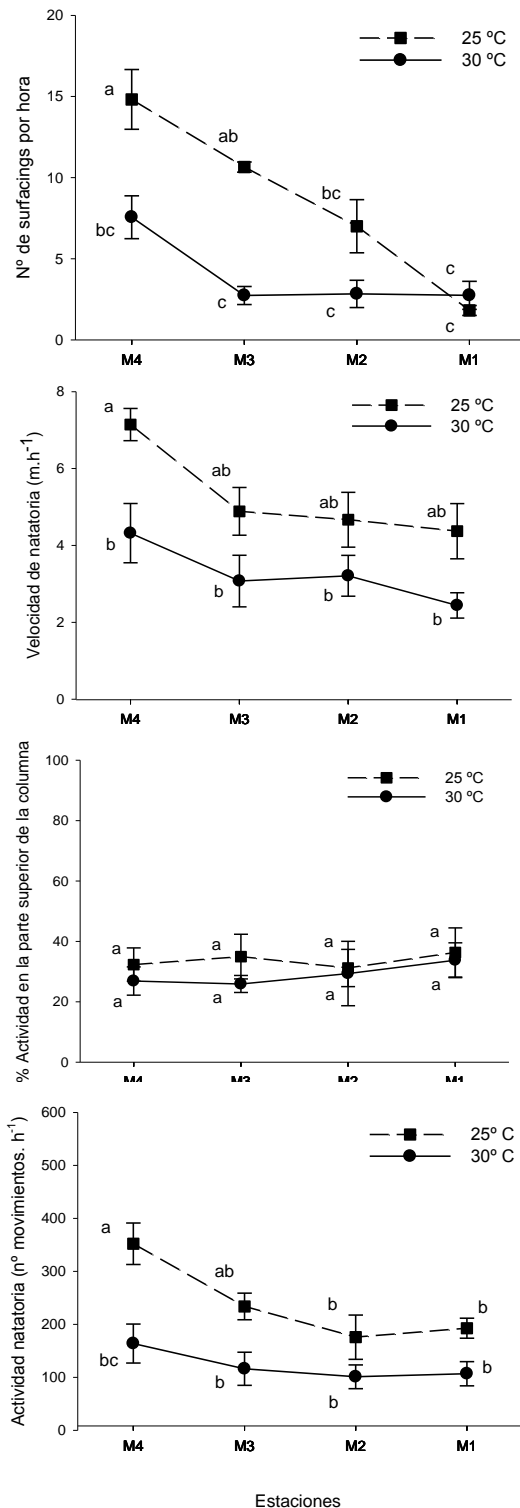 Nº de surfacings por hora
20
15
10
5
0
25 ºC
30 ºC
a
ab
bc
c
bc
c
c
c
M4 M3 M2 M1
Velocidad de natatoria (m.h-1)
8
6
4
2
0
25 ºC
30 ºC
a
ab
ab
ab
b
b
b
b
M4 M3 M2 M1
% Actividad en la parte superior de la columna
100
80
60
40
20
0
25 ºC
30 ºC
a
a
a
a
a
a
a
a
M4 M3 M2 M1
Actividad natatoria (nº movimientos. h-1)
600
500
400
300
200
100
0
25º C
30º C
a
ab
b
b
bc
b
b
b
M4 M3 M2 M1
Estaciones